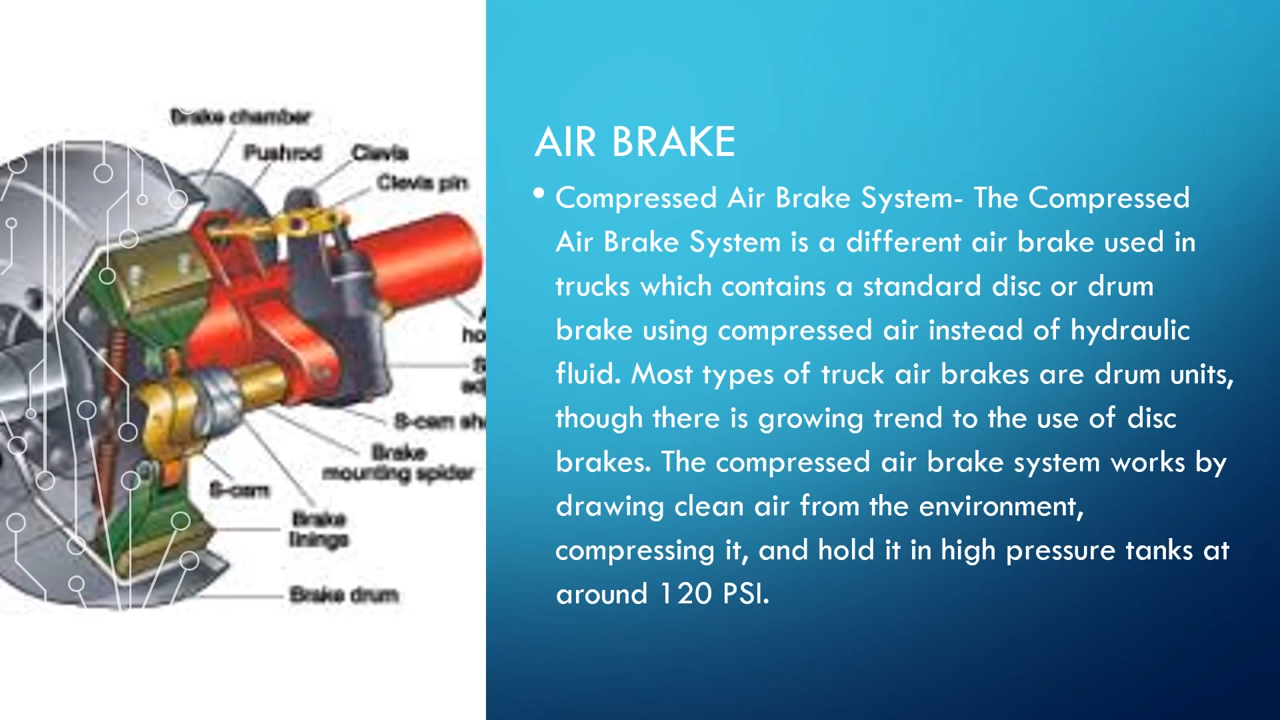 Brake chamber
Pushrod
Clevis
Clevis pin
S-cam
Brake
mounting spider
S-cam
Brake
linings
Brake drum
AIR BRAKE
• Compressed Air Brake System- The Compressed
Air Brake System is a different air brake used in
trucks which contains a standard disc or drum
brake using compressed air instead of hydraulic
fluid. Most types of truck air brakes are drum units,
though there is growing trend to the use of disc
brakes. The compressed air brake system works by
drawing clean air from the environment,
compressing it, and hold it in high pressure tanks at
around 120 PSI.